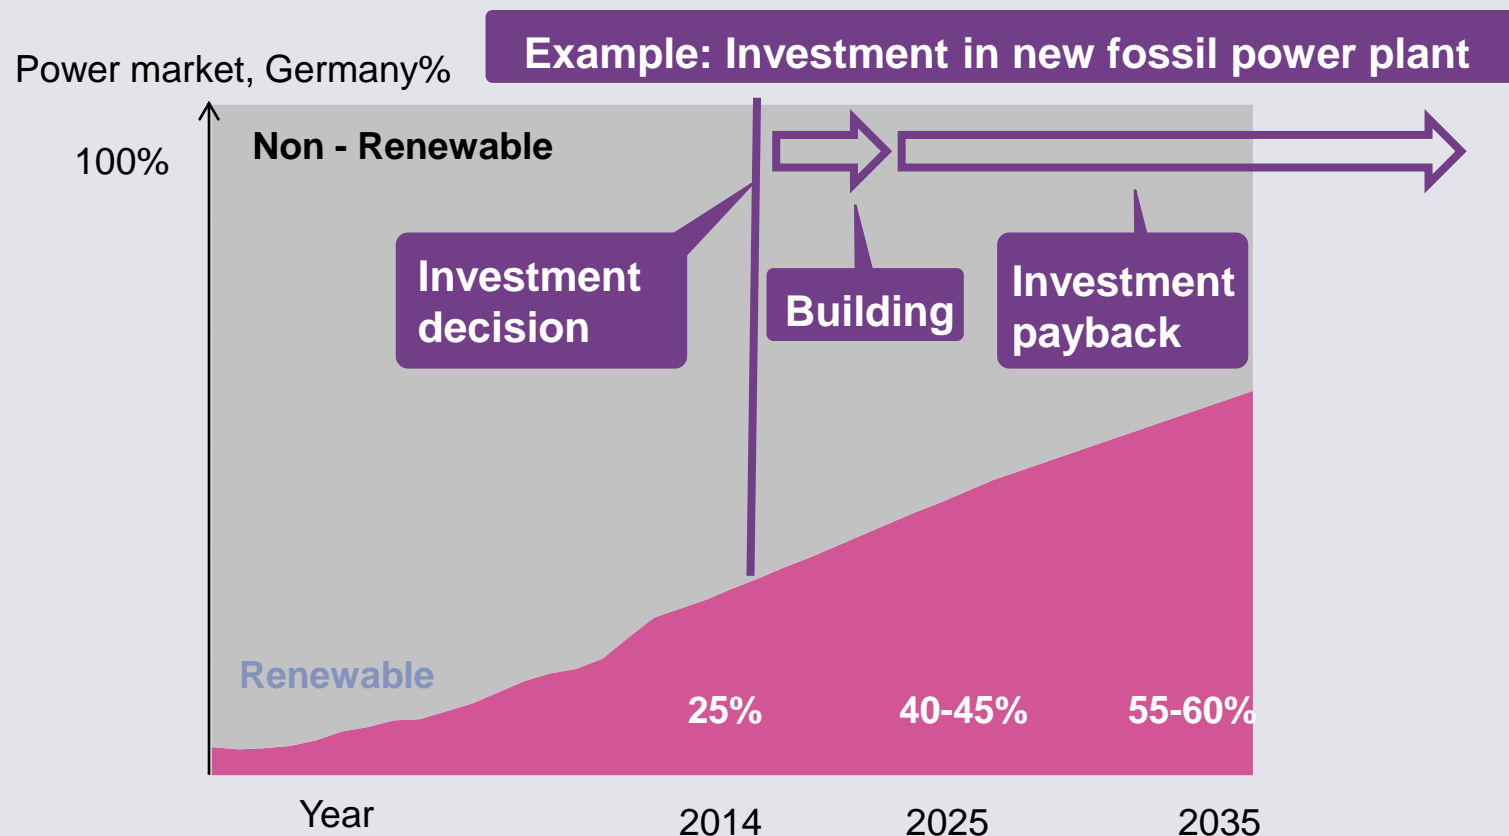 Example: Investment in new fossil power plant
Power market, Germany%
100%
Non - Renewable
Investment
decision
Building
Investment
payback
Renewable
25%
40-45%
55-60%
Year
2014
2025
2035